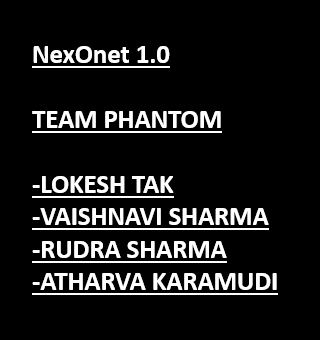 NexOnet 1.0
TEAM PHANTOM
-LOKESH TAK
-VAISHNAVI SHARMA
-RUDRA SHARMA
-ATHARVA KARAMUDI